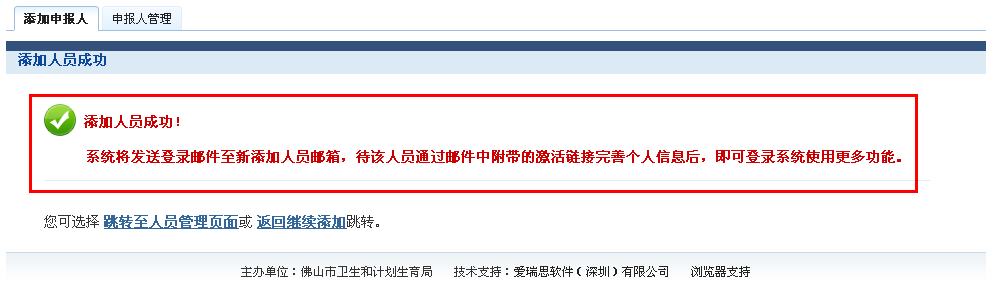 添加申报人 申报人管理
添加人员成功
添加人员成功！
系统将发送登录邮件至新添加人员邮箱，待该人员通过邮件中附带的激活链接完善个人信息后，即可登录系统使用更多功能。
您可选择 跳转至人员管理页面或 返回继续添加跳转。
主办单位：佛山市卫生和计划生育局 技术支持：爱瑞思软件（深圳）有限公司 浏览器支持